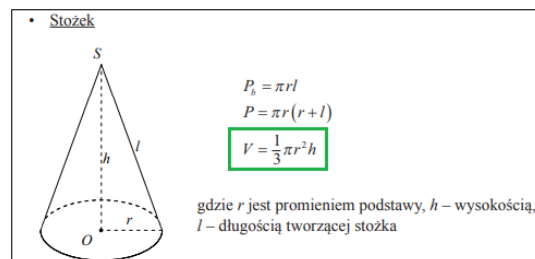 • Stożek
S
P_b = πrl
P = πr(r + l)
V = 1/3 πr²h
l
h
r
O
gdzie r jest promieniem podstawy, h – wysokością,
l – długością tworzącej stożka